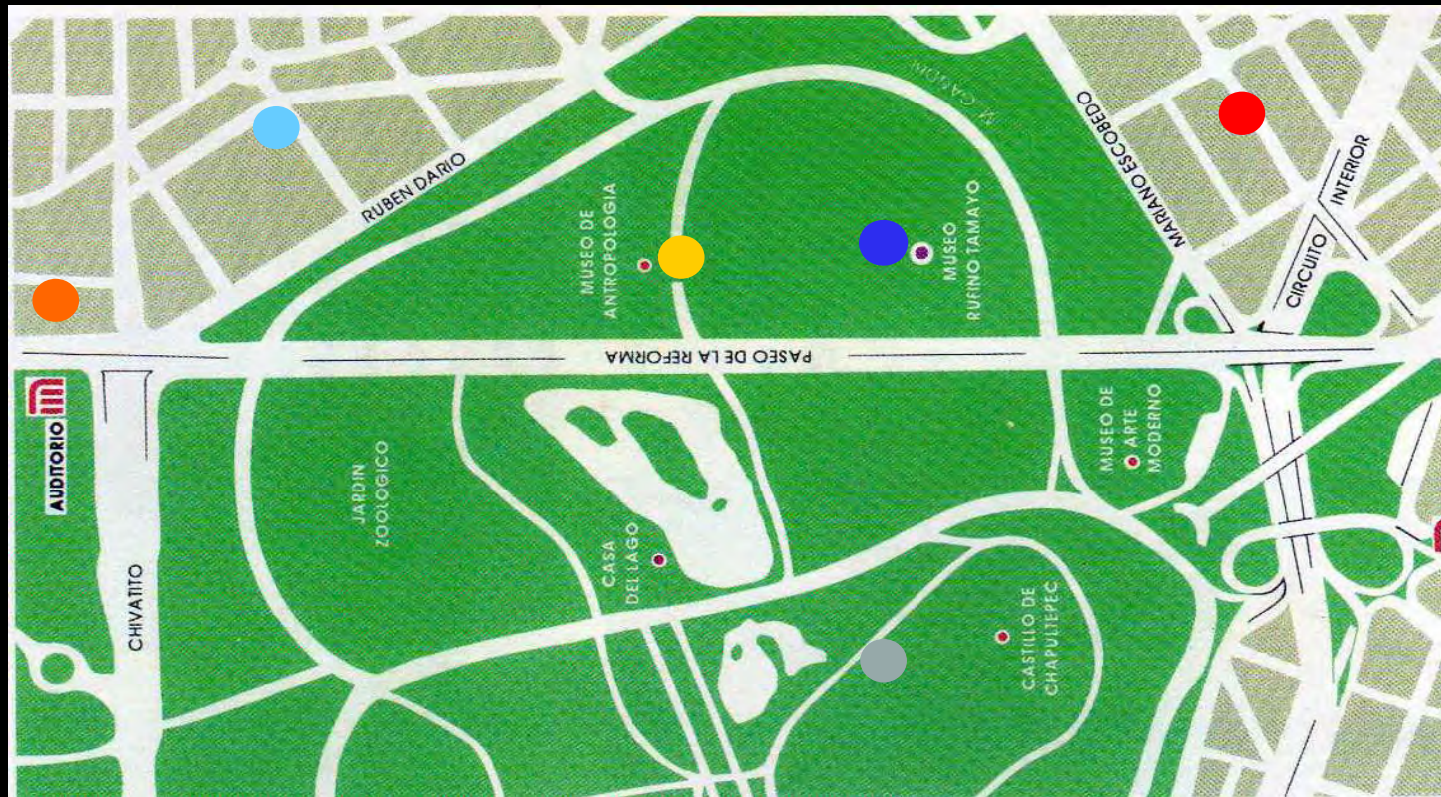 M. GANDHI
RUBEN DARIO
MARIANO ESCOBEDO
CIRCUITO INTERIOR
MUSEO DE
ANTROPOLOGIA
MUSEO
RUFINO TAMAYO
PASEO DE LA REFORMA
AUDITORIO
JARDIN
ZOOLOGICO
MUSEO DE
ARTE
MODERNO
CASA
DEL LAGO
CHIVATITO
CASTILLO DE
CHAPULTEPEC